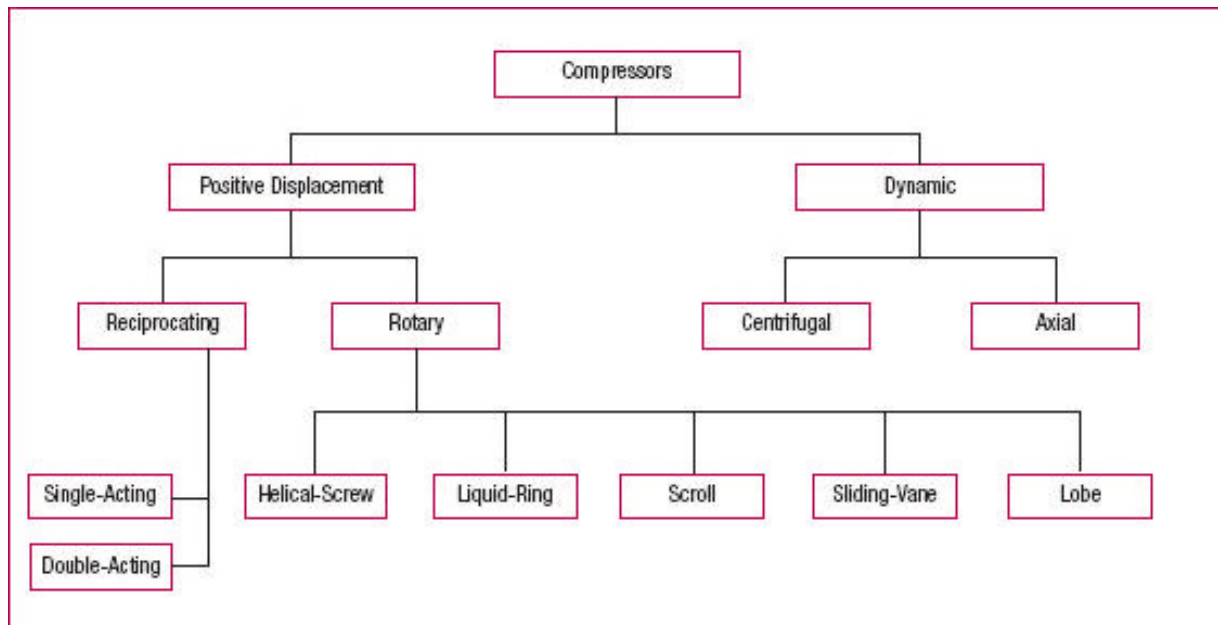 Compressors
Positive Displacement
Dynamic
Reciprocating
Rotary
Centrifugal
Axial
Single-Acting
Helical-Screw
Liquid-Ring
Scroll
Sliding-Vane
Lobe
Double-Acting